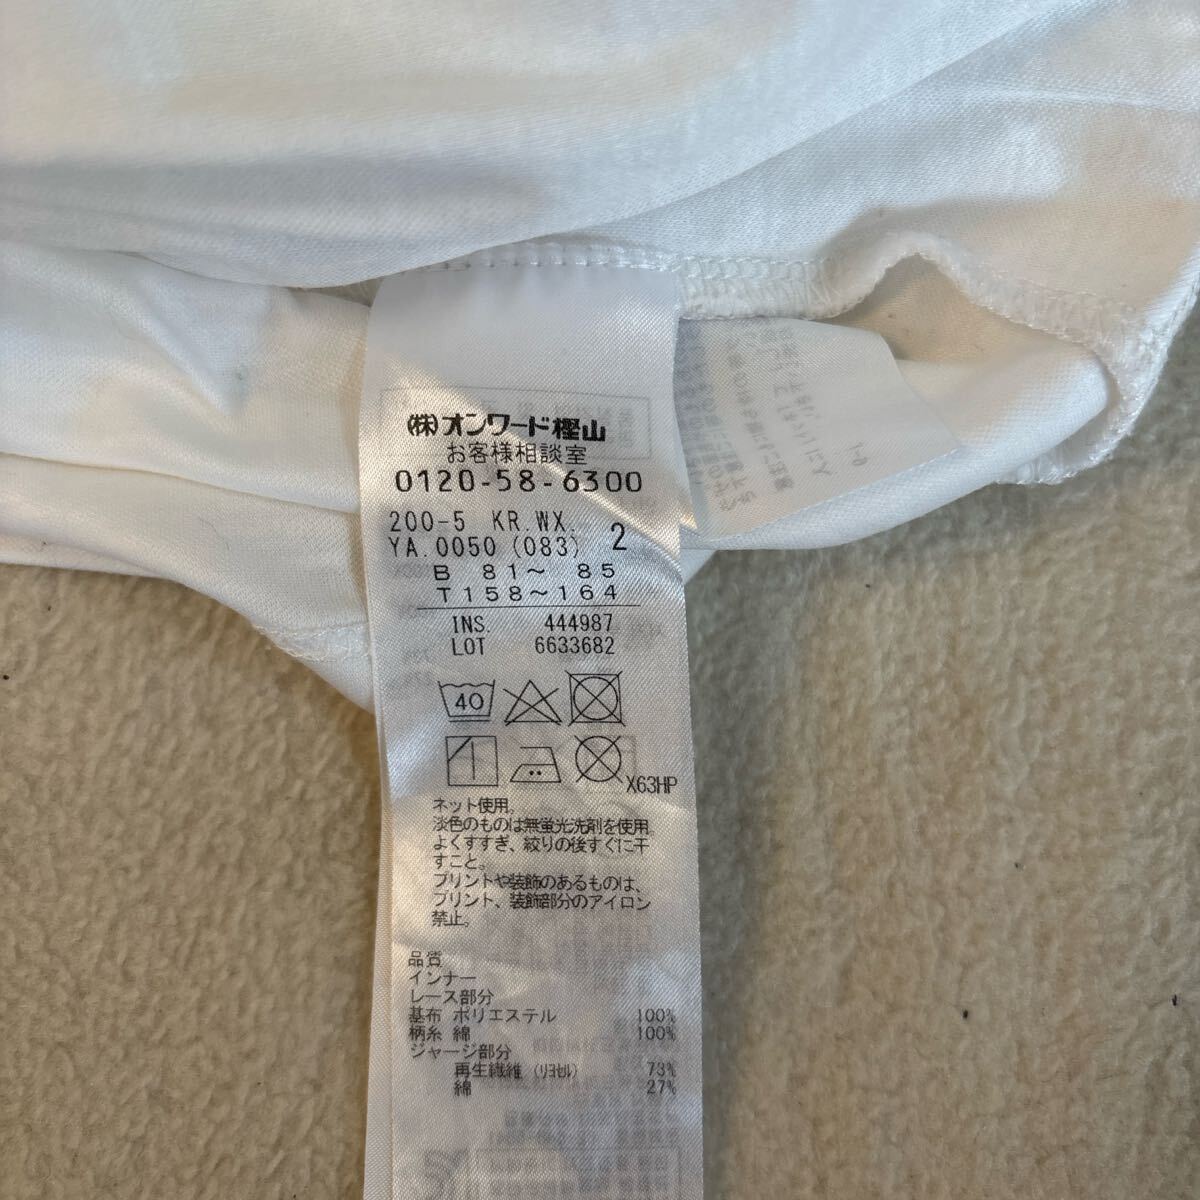 (株)オンワード樫山
お客様相談室
0120-58-6300
200-5 KR.WX.
YA.0050(083) 2
B 81～ 85
T158～164
INS. 444987
LOT 6633682
40
X63HP
ネット使用。
淡色のものは無蛍光洗剤を使用。
よくすすぎ、絞りの後すぐに干
すこと。
プリントや装飾のあるものは、
プリント、装飾部分のアイロン
禁止。
品質
インナー
レース部分
基布 ポリエステル 100%
柄糸 綿 100%
ジャージ部分
再生繊維(リヨセル) 73%
綿 27%